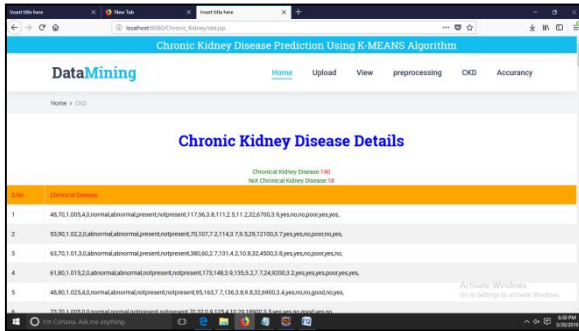 Insert title here
New Tab
Insert title here
localhost:8080/Chronic_Kidney/ckd.jsp
Chronic Kidney Disease Prediction Using K-MEANS Algorithm
DataMining
Home Upload View preprocessing CKD Accurancy
Home > CKD
Chronic Kidney Disease Details
Chronical Kidney Disease:140
Not Chronical Kidney Disease:18
S.No Chronical Disease
1 48,70,1.005,4,0,normal,abnormal,present,notpresent,117,56,3.8,111,2.5,11.2,32,6700,3.9,yes,no,no,poor,yes,yes,
2 53,90,1.02,2,0,abnormal,abnormal,present,notpresent,70,107,7.2,114,3.7,9.5,29,12100,3.7,yes,yes,no,poor,no,yes,
3 63,70,1.01,3,0,abnormal,abnormal,present,notpresent,380,60,2.7,131,4.2,10.8,32,4500,3.8,yes,yes,no,poor,yes,no,
4 61,80,1.015,2,0,abnormal,abnormal,notpresent,notpresent,173,148,3.9,135,5.2,7.7,24,9200,3.2,yes,yes,yes,poor,yes,yes,
5 48,80,1.025,4,0,normal,abnormal,notpresent,notpresent,95,163,7.7,136,3.8,9.8,32,6900,3.4,yes,no,no,good,no,yes,
Activate Windows
Go to Settings to activate Windows.
I'm Cortana. Ask me anything.
6:50 PM